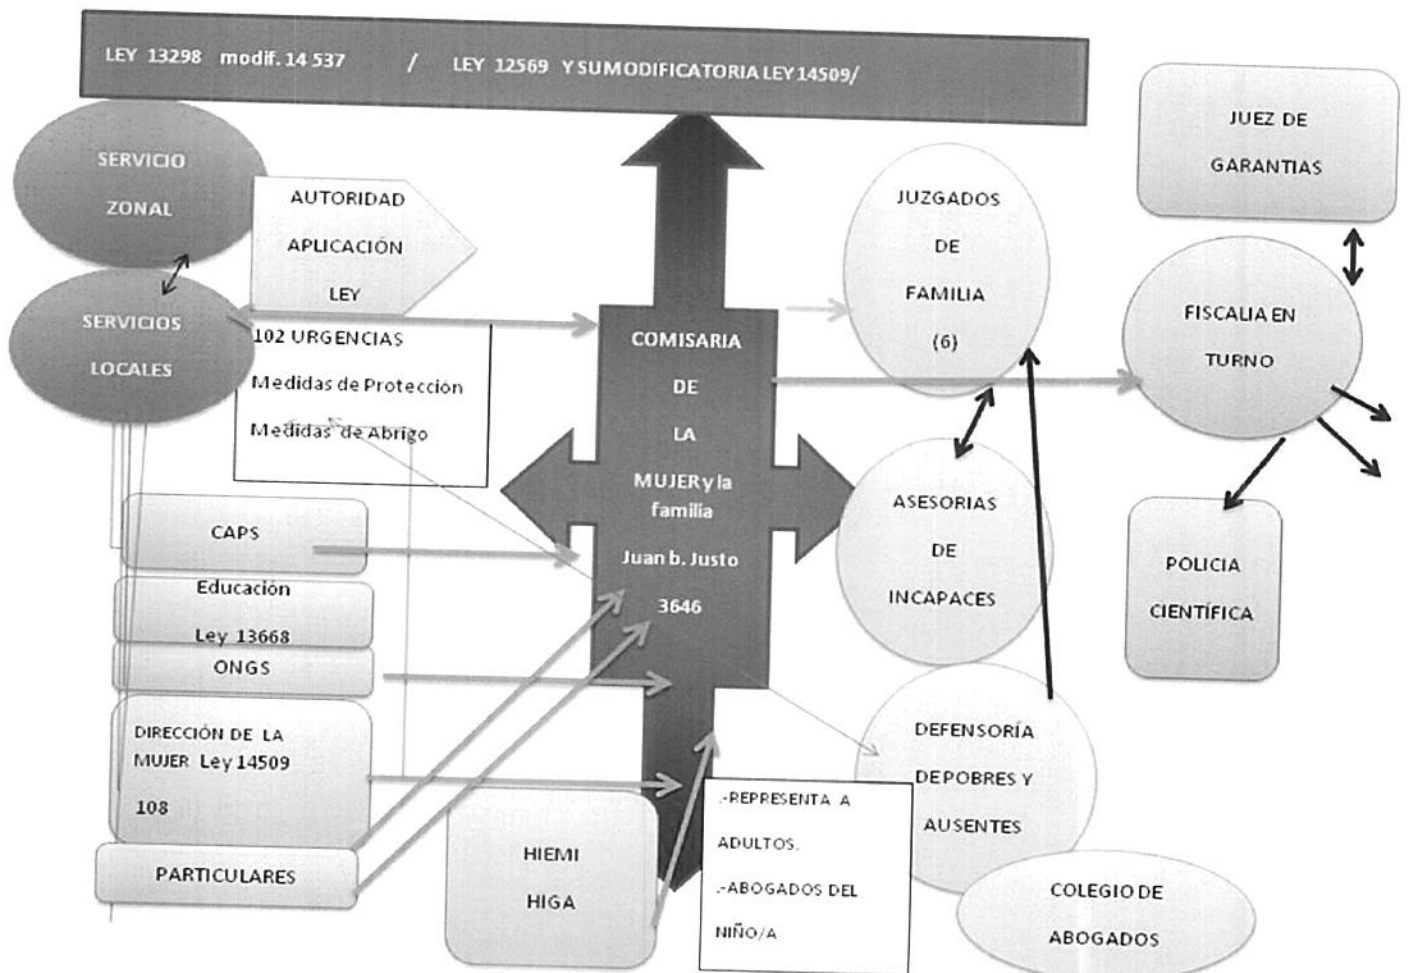 LEY 13298 modif. 14 537 / LEY 12569 Y SU MODIFICATORIA LEY 14509/
SERVICIO
ZONAL
AUTORIDAD
APLICACIÓN
LEY
SERVICIOS
LOCALES
102 URGENCIAS
Medidas de Protección
Medidas de Abrigo
CAPS
Educación
Ley 13668
ONGS
DIRECCIÓN DE LA
MUJER Ley 14509
108
PARTICULARES
HIEMI
HIGA
COMISARIA
DE
LA
MUJER y la
familia
Juan b. Justo
3646
JUZGADOS
DE
FAMILIA
(6)
ASESORIAS
DE
INCAPACES
DEFENSORÍA
DE POBRES Y
AUSENTES
.-REPRESENTA A
ADULTOS.
.-ABOGADOS DEL
NIÑO/A
COLEGIO DE
ABOGADOS
JUEZ DE
GARANTIAS
FISCALIA EN
TURNO
POLICIA
CIENTÍFICA